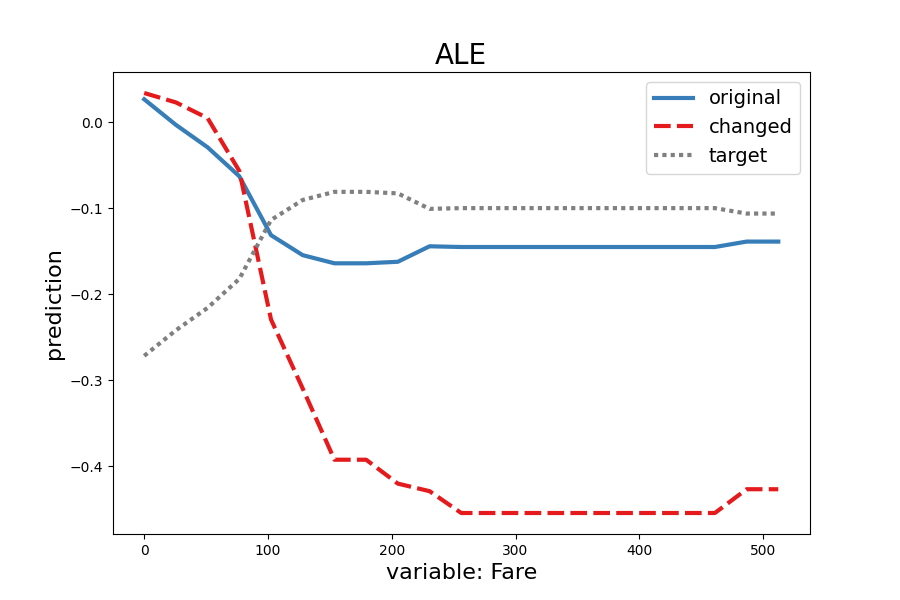 ALE
original
changed
target
0.0
−0.1
−0.2
−0.3
−0.4
prediction
0 100 200 300 400 500
variable: Fare